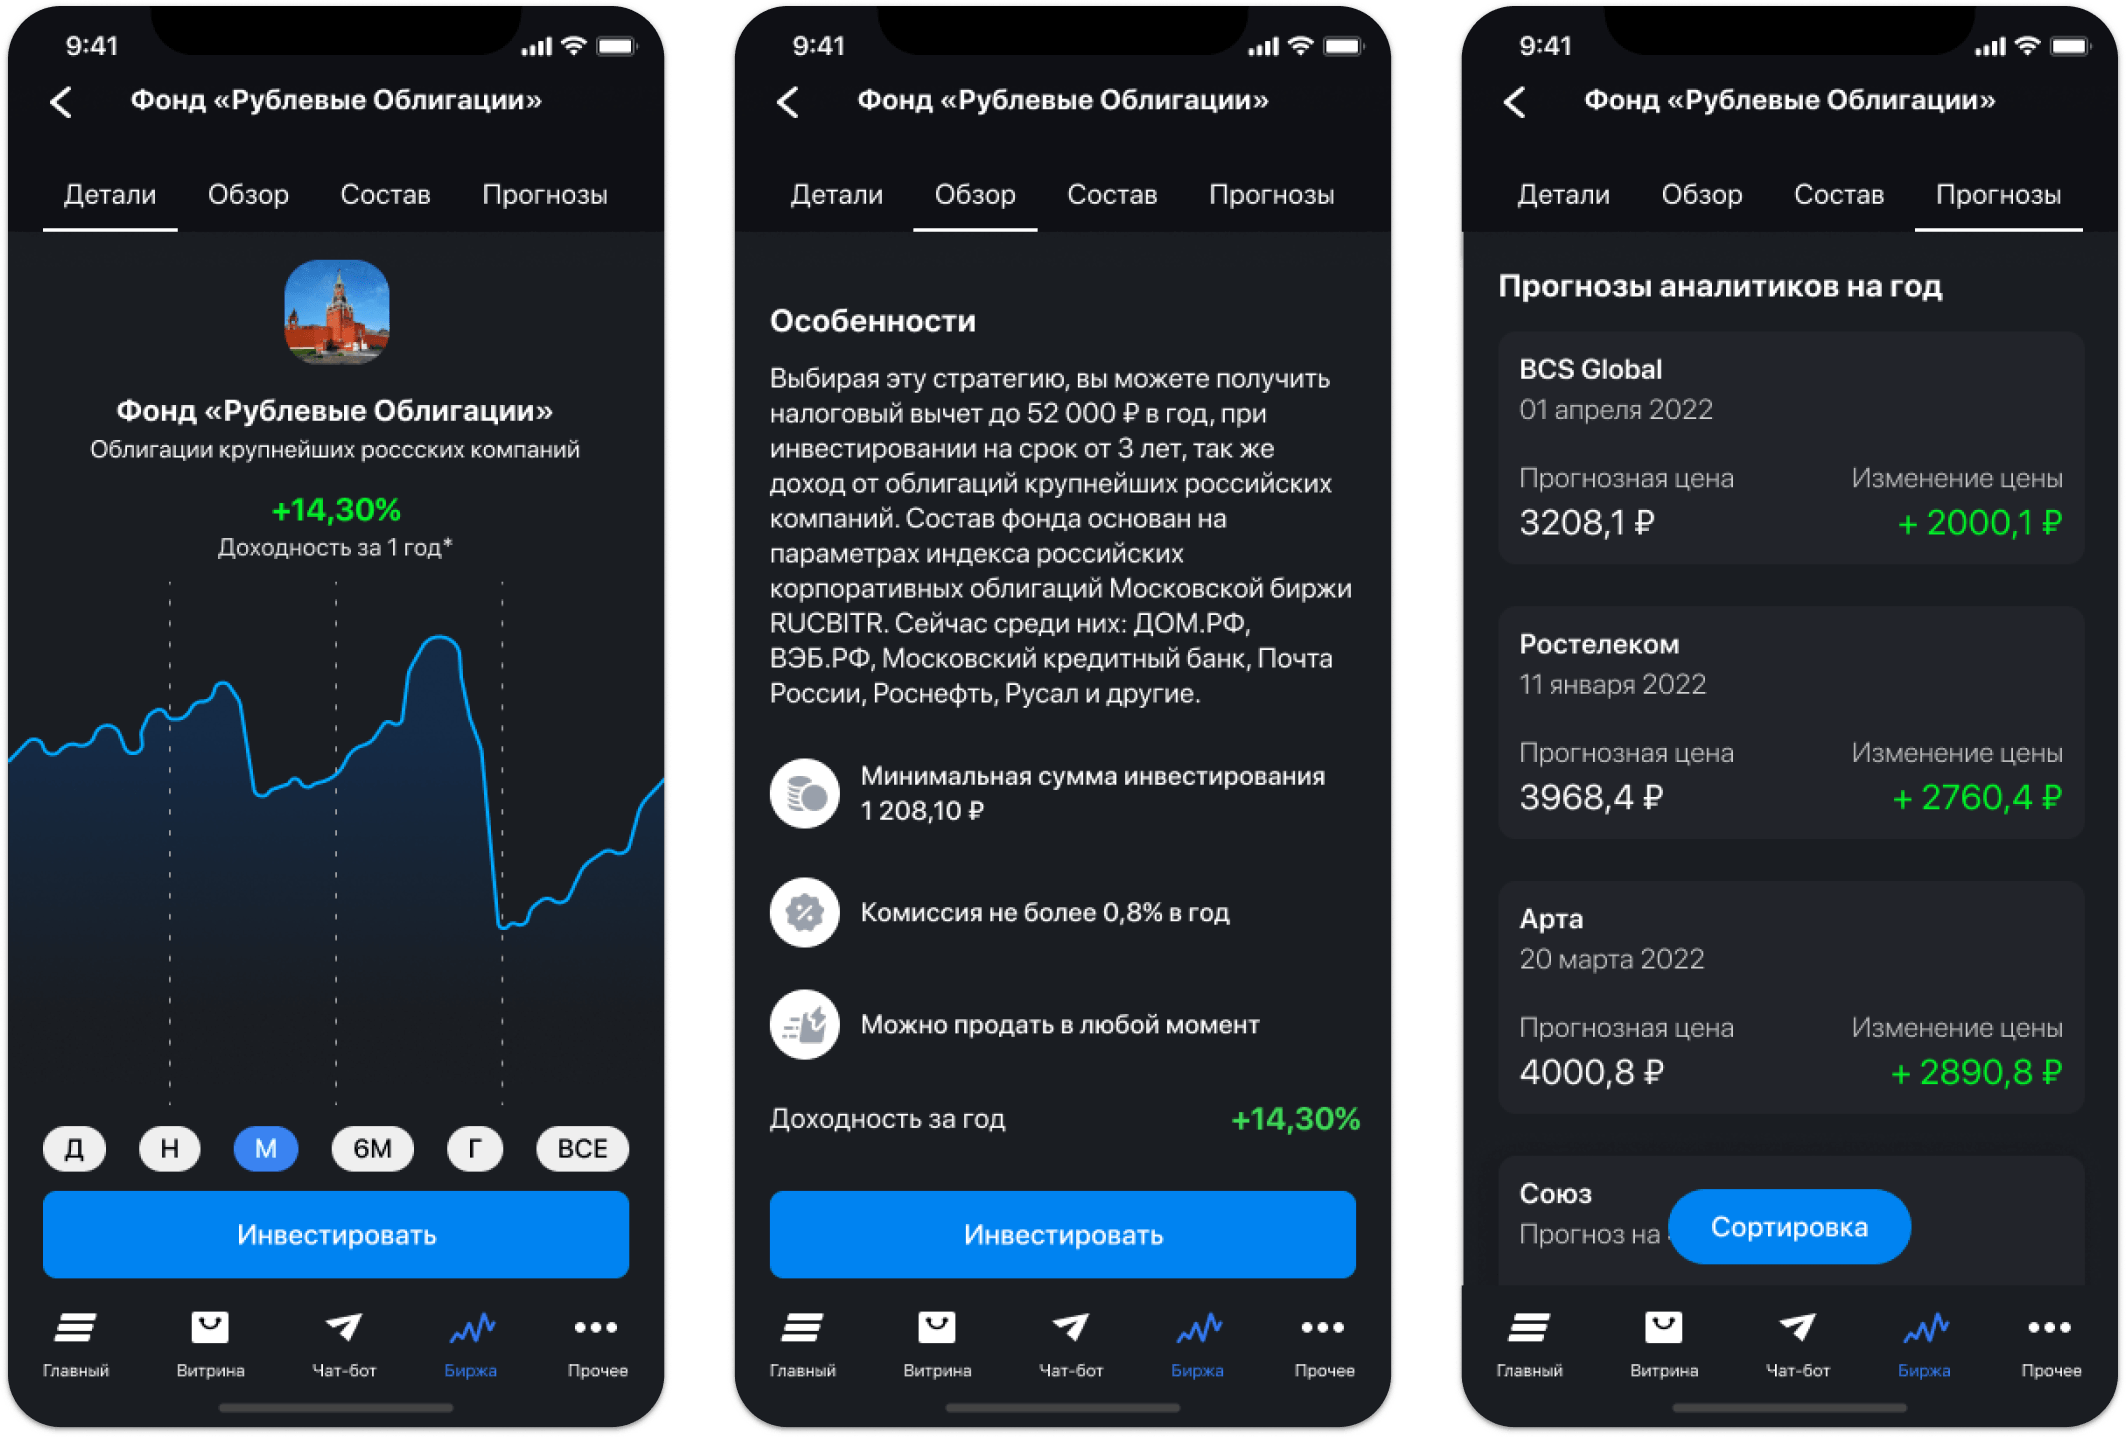 9:41
Фонд «Рублевые Облигации»
Детали Обзор Состав Прогнозы
Фонд «Рублевые Облигации»
Облигации крупнейших россских компаний
+14,30%
Доходность за 1 год*
Д Н М 6М Г ВСЕ
Инвестировать
Главный Витрина Чат-бот Биржа Прочее
9:41
Фонд «Рублевые Облигации»
Детали Обзор Состав Прогнозы
Особенности
Выбирая эту стратегию, вы можете получить
налоговый вычет до 52 000 ₽ в год, при
инвестировании на срок от 3 лет, так же
доход от облигаций крупнейших российских
компаний. Состав фонда основан на
параметрах индекса российских
корпоративных облигаций Московской биржи
RUCBITR. Сейчас среди них: ДОМ.РФ,
ВЭБ.РФ, Московский кредитный банк, Почта
России, Роснефть, Русал и другие.
Минимальная сумма инвестирования
1 208,10 ₽
Комиссия не более 0,8% в год
Можно продать в любой момент
Доходность за год +14,30%
Инвестировать
Главный Витрина Чат-бот Биржа Прочее
9:41
Фонд «Рублевые Облигации»
Детали Обзор Состав Прогнозы
Прогнозы аналитиков на год
BCS Global
01 апреля 2022
Прогнозная цена Изменение цены
3208,1 ₽ + 2000,1 ₽
Ростелеком
11 января 2022
Прогнозная цена Изменение цены
3968,4 ₽ + 2760,4 ₽
Арта
20 марта 2022
Прогнозная цена Изменение цены
4000,8 ₽ + 2890,8 ₽
Союз
Прогноз на
Сортировка
Главный Витрина Чат-бот Биржа Прочее